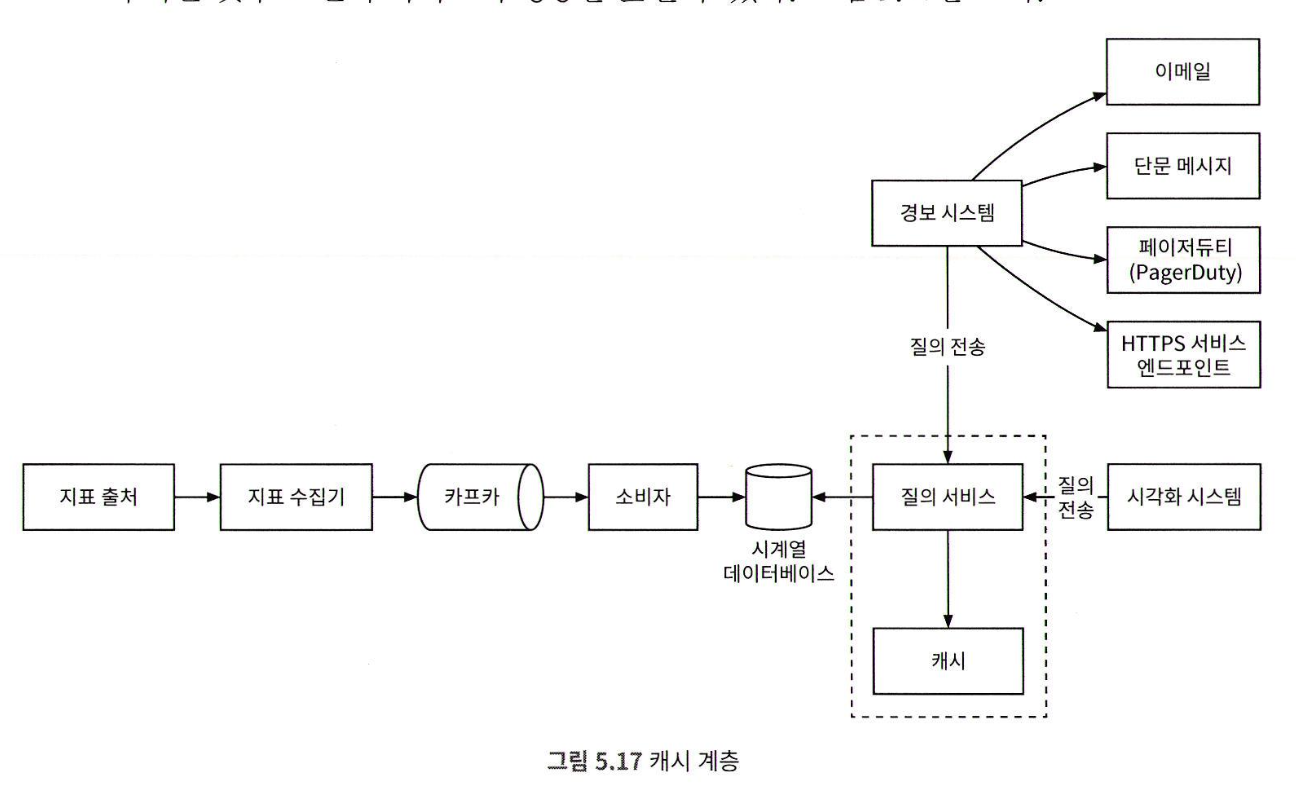 이메일
단문 메시지
경보 시스템
페이저듀티
(PagerDuty)
HTTPS 서비스
엔드포인트
질의 전송
지표 출처
지표 수집기
카프카
소비자
시계열
데이터베이스
질의 서비스
질의
전송
시각화 시스템
캐시
그림 5.17 캐시 계층